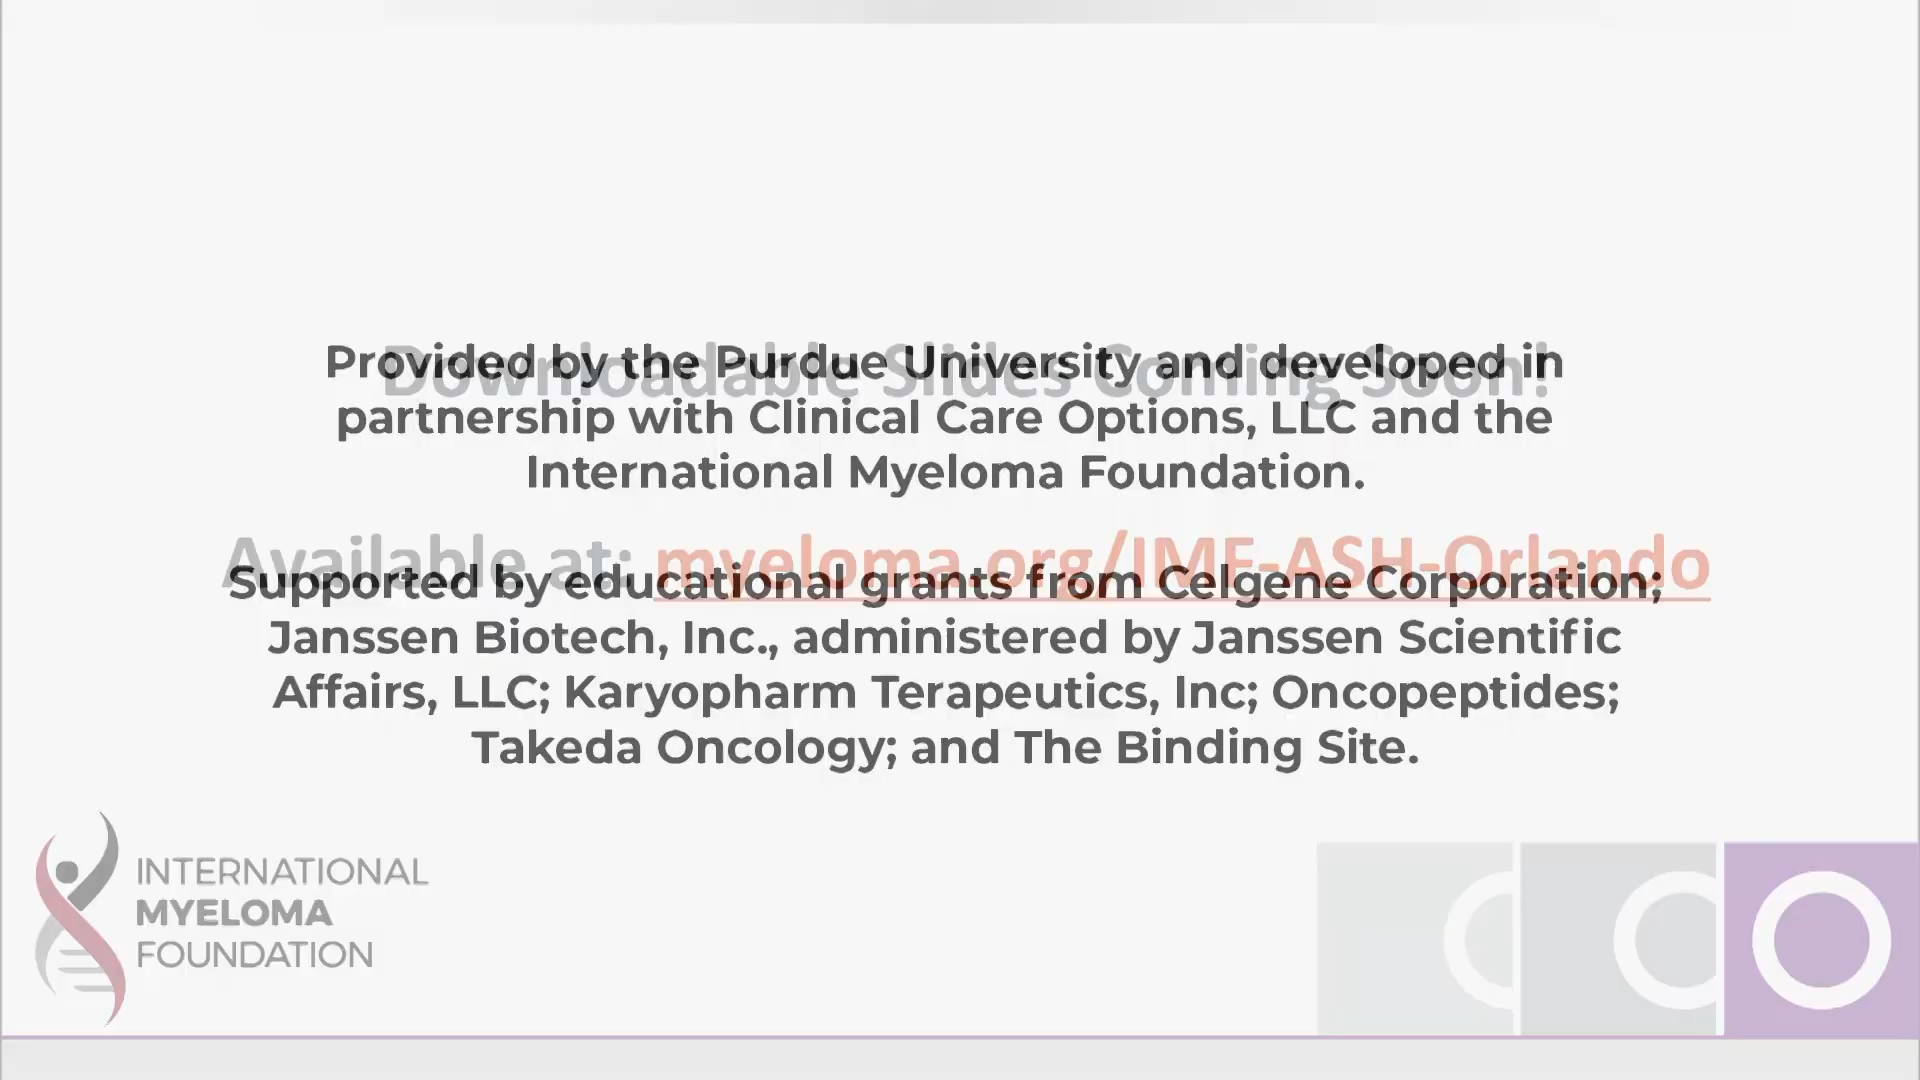 Provided by the Purdue University and developed in
partnership with Clinical Care Options, LLC and the
International Myeloma Foundation.
Supported by educational grants from Celgene Corporation;
Janssen Biotech, Inc., administered by Janssen Scientific
Affairs, LLC; Karyopharm Terapeutics, Inc; Oncopeptides;
Takeda Oncology; and The Binding Site.
Downloadable Slides Coming Soon!
Available at: myeloma.org/IMF-ASH-Orlando
INTERNATIONAL
MYELOMA
FOUNDATION